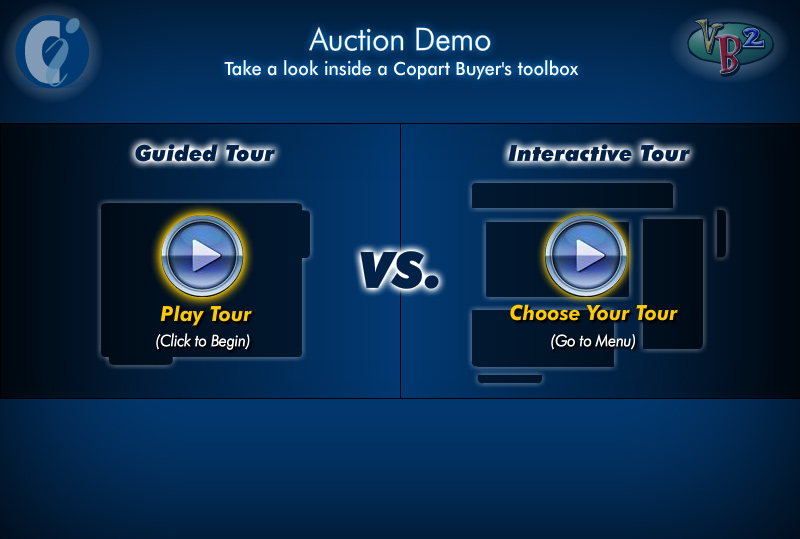 Auction Demo
Take a look inside a Copart Buyer's toolbox
VB2
Guided Tour
Interactive Tour
vs.
Play Tour
(Click to Begin)
Choose Your Tour
(Go to Menu)